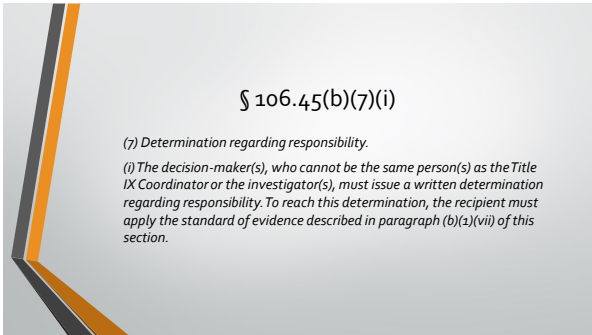 § 106.45(b)(7)(i)
(7) Determination regarding responsibility.
(i) The decision-maker(s), who cannot be the same person(s) as the Title
IX Coordinator or the investigator(s), must issue a written determination
regarding responsibility. To reach this determination, the recipient must
apply the standard of evidence described in paragraph (b)(1)(vii) of this
section.